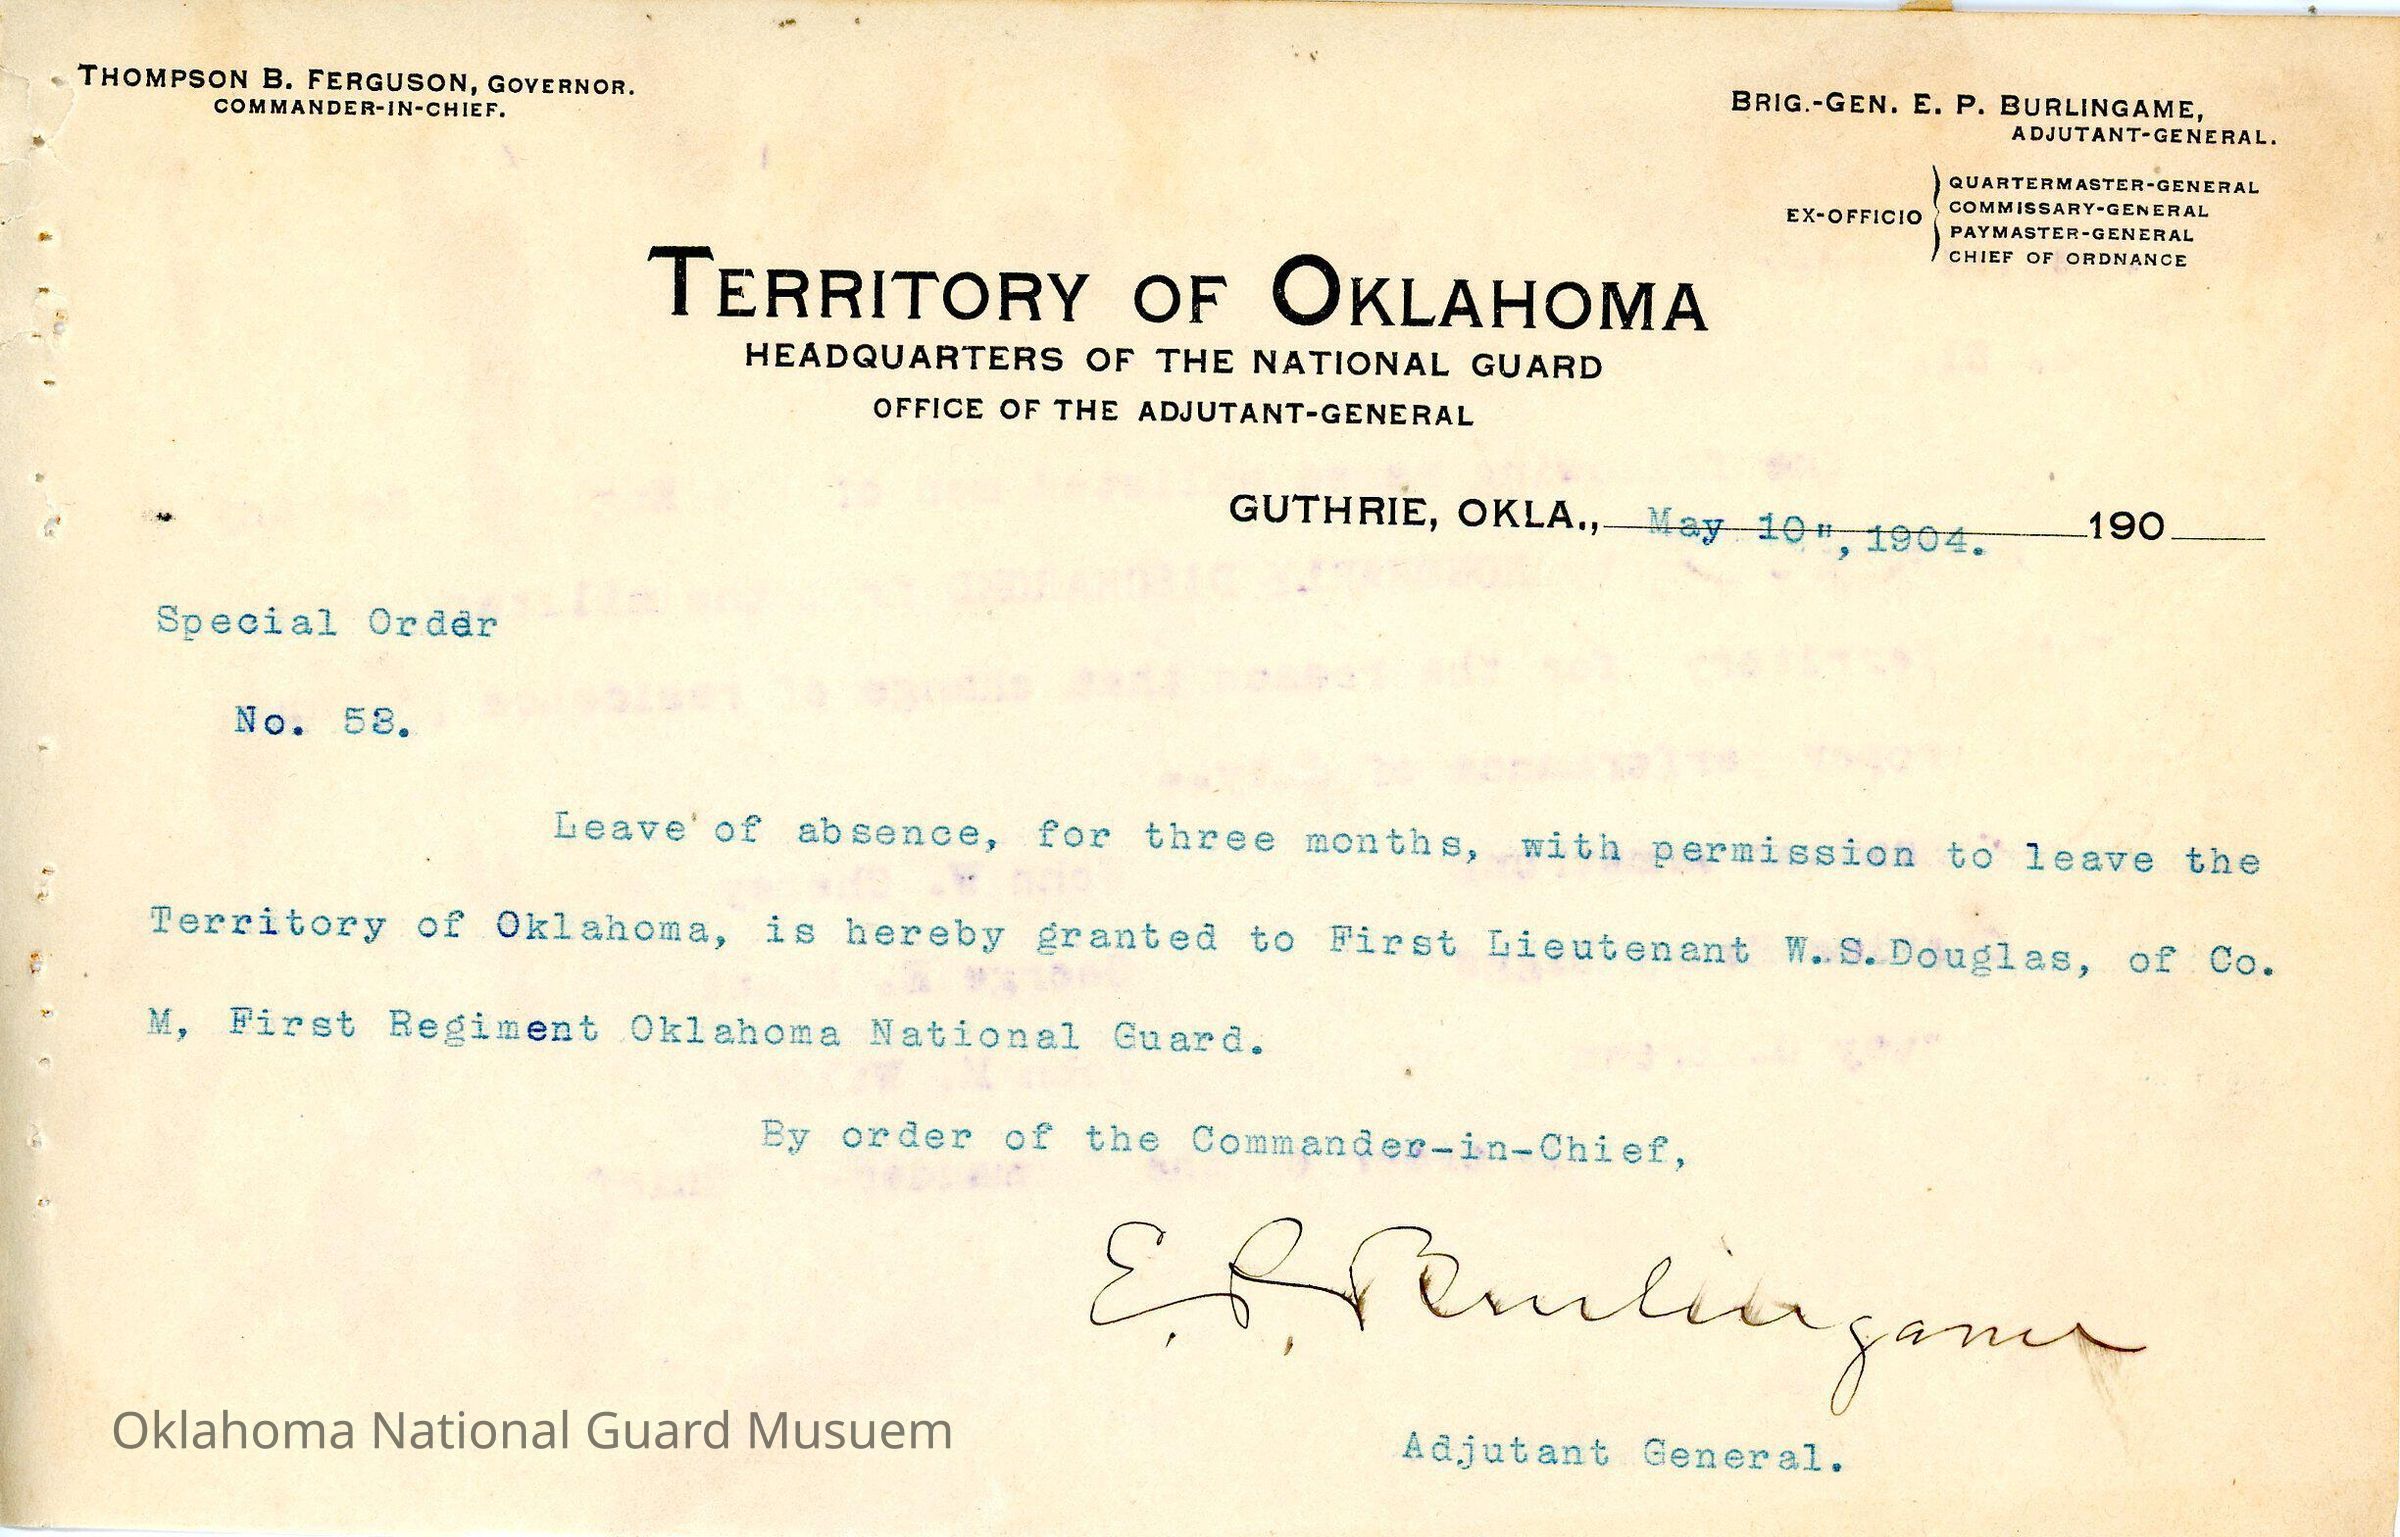 THOMPSON B. FERGUSON, GOVERNOR.
COMMANDER-IN-CHIEF.
BRIG.-GEN. E. P. BURLINGAME,
ADJUTANT-GENERAL.
EX-OFFICIO
QUARTERMASTER-GENERAL
COMMISSARY-GENERAL
PAYMASTER-GENERAL
CHIEF OF ORDNANCE
TERRITORY OF OKLAHOMA
HEADQUARTERS OF THE NATIONAL GUARD
OFFICE OF THE ADJUTANT-GENERAL
GUTHRIE, OKLA., May 10", 1904. 190
Special Order
No. 53.
Leave of absence, for three months, with permission to leave the
Territory of Oklahoma, is hereby granted to First Lieutenant W.S.Douglas, of Co.
M, First Regiment Oklahoma National Guard.
By order of the Commander-in-Chief,
E. P. Burlingame
Adjutant General.
Oklahoma National Guard Musuem